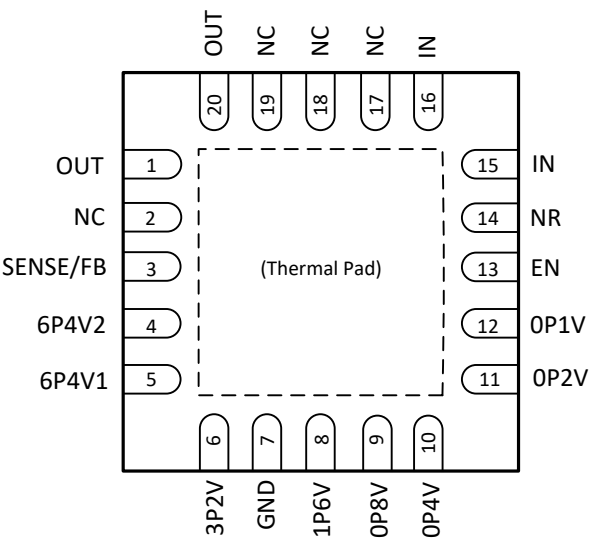 OUT NC NC NC IN
20 19 18 17 16
OUT 1 15 IN
NC 2 14 NR
SENSE/FB 3 (Thermal Pad) 13 EN
6P4V2 4 12 0P1V
6P4V1 5 11 0P2V
6 7 8 9 10
3P2V GND 1P6V 0P8V 0P4V